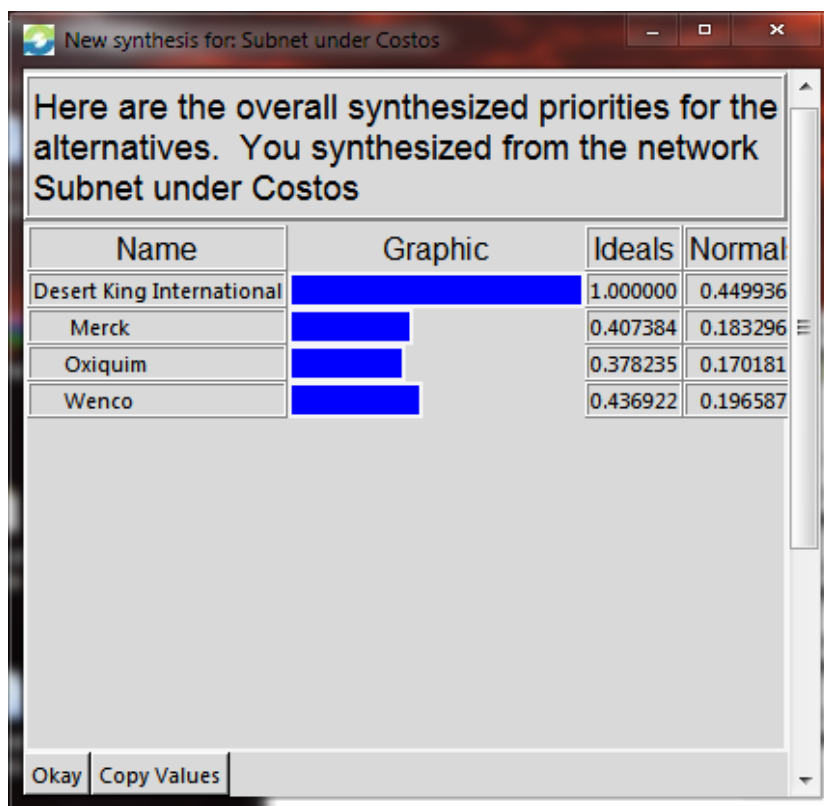 New synthesis for: Subnet under Costos
Here are the overall synthesized priorities for the
alternatives. You synthesized from the network
Subnet under Costos
Name Graphic Ideals Normals
Desert King International 1.000000 0.449936
Merck 0.407384 0.183296
Oxiquim 0.378235 0.170181
Wenco 0.436922 0.196587
Okay Copy Values